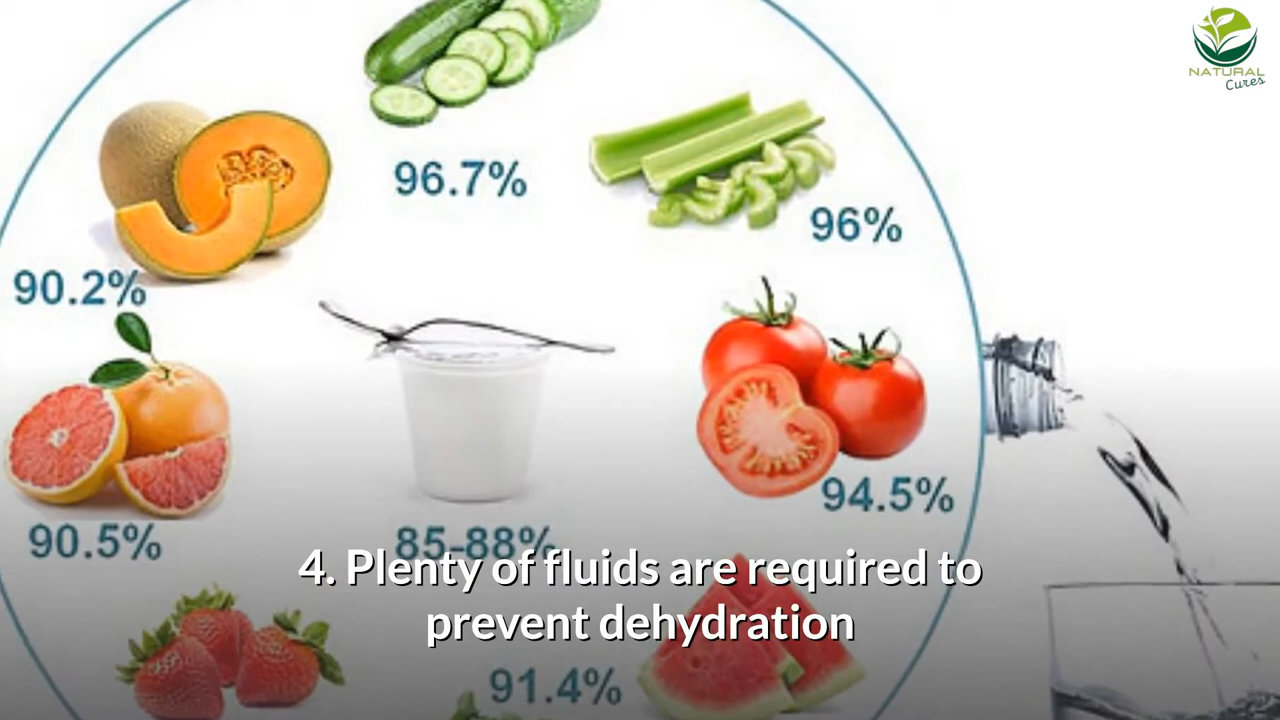 NATURAL
Cures
96.7%
96%
90.2%
94.5%
90.5%
85-88%
4. Plenty of fluids are required to
prevent dehydration
91.4%